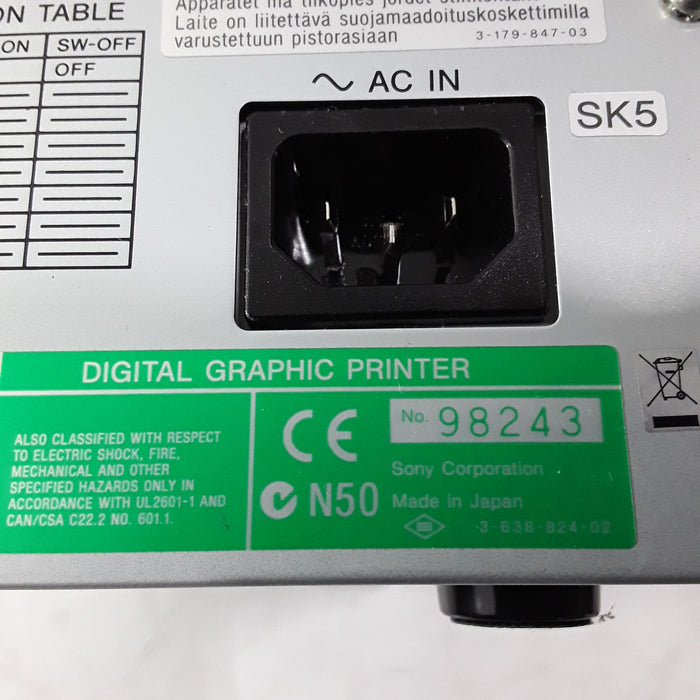 ON TABLE
ON SW-OFF
OFF
Laite on liitettävä suojamaadoituskoskettimilla
varustettuun pistorasiaan 3-179-847-03
AC IN
SK5
DIGITAL GRAPHIC PRINTER
ALSO CLASSIFIED WITH RESPECT
TO ELECTRIC SHOCK, FIRE,
MECHANICAL AND OTHER
SPECIFIED HAZARDS ONLY IN
ACCORDANCE WITH UL2601-1 AND
CAN/CSA C22.2 NO. 601.1.
CE
No. 98243
Sony Corporation
N50 Made in Japan
3-638-824-02